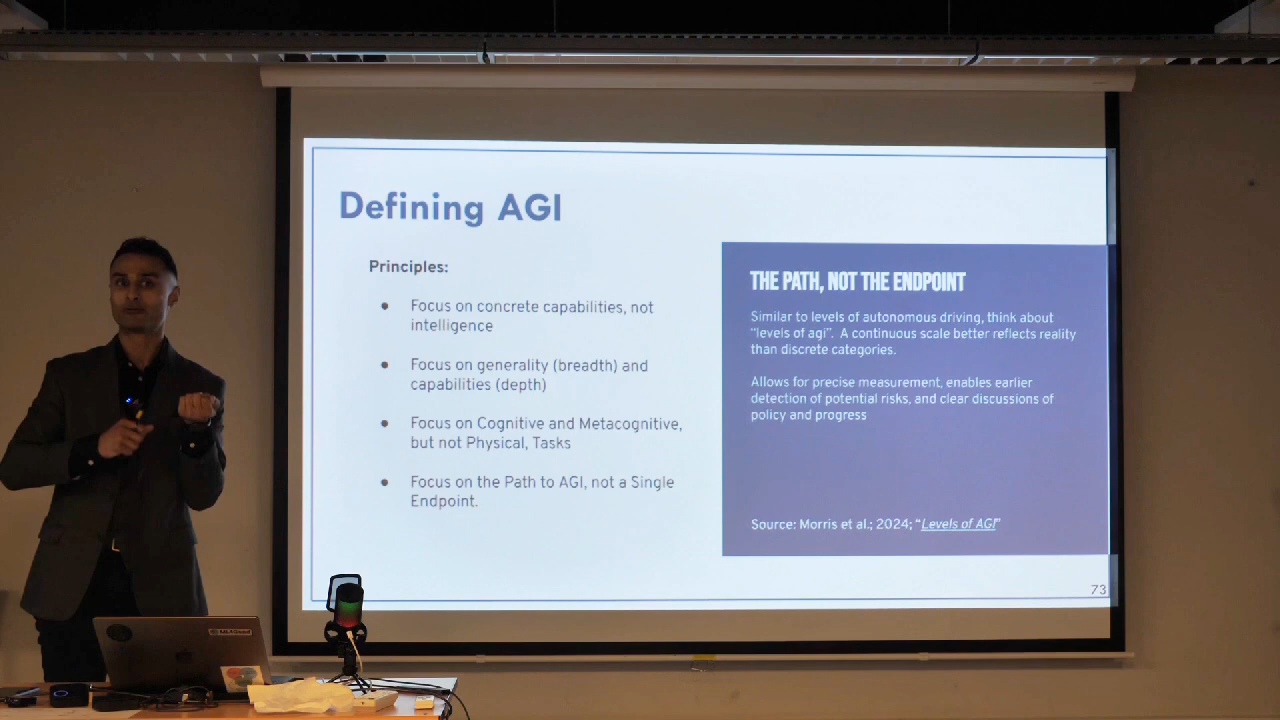 Defining AGI
Principles:
● Focus on concrete capabilities, not
intelligence
● Focus on generality (breadth) and
capabilities (depth)
● Focus on Cognitive and Metacognitive,
but not Physical, Tasks
● Focus on the Path to AGI, not a Single
Endpoint.
THE PATH, NOT THE ENDPOINT
Similar to levels of autonomous driving, think about
"levels of agi". A continuous scale better reflects reality
than discrete categories.
Allows for precise measurement, enables earlier
detection of potential risks, and clear discussions of
policy and progress
Source: Morris et al.; 2024; "Levels of AGI"
73